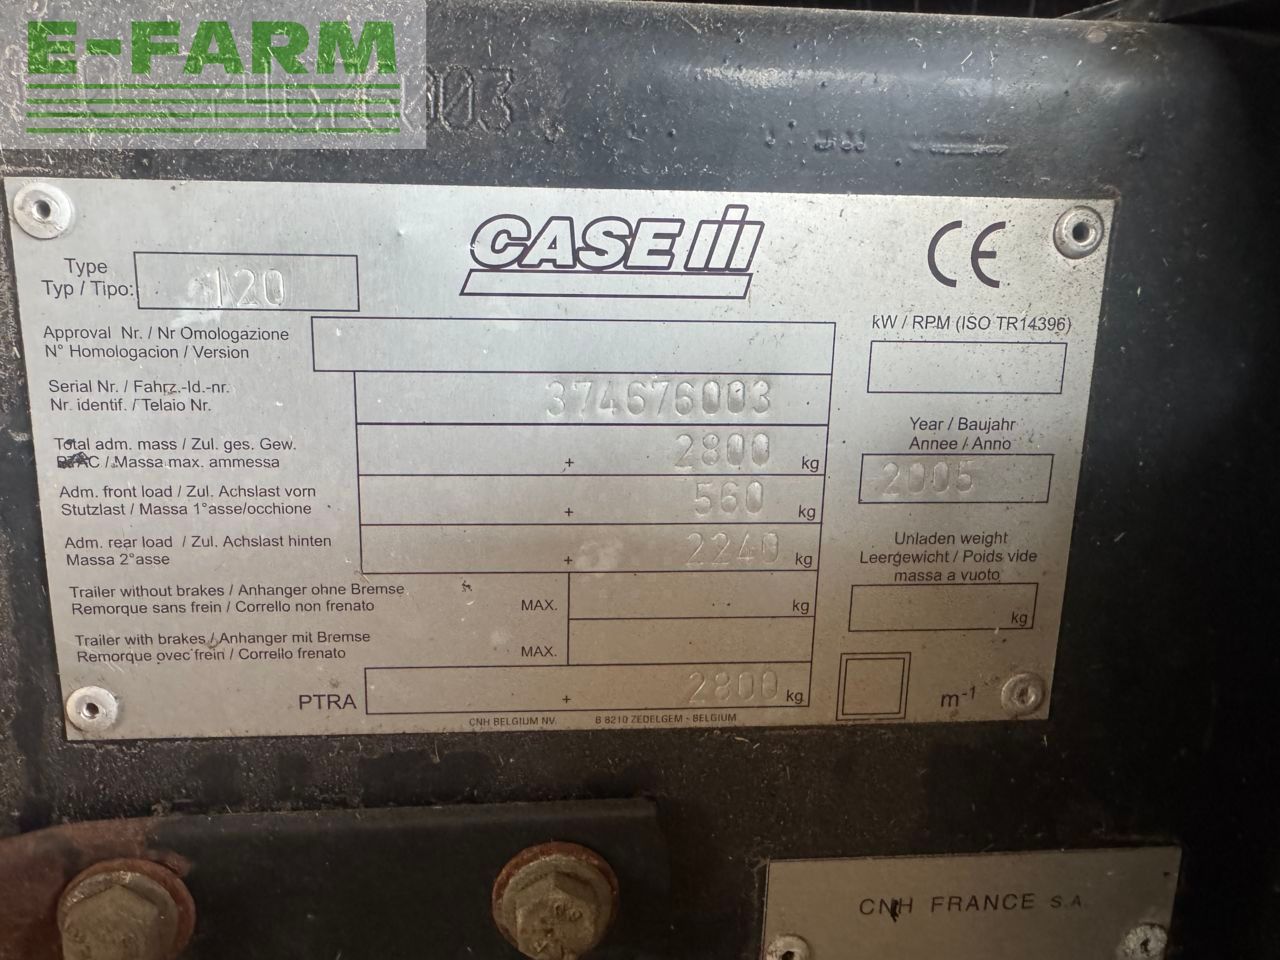 E-FARM
003
CASE III
CE
Type
Typ / Tipo:
120
Approval Nr. / Nr Omologazione
N° Homologacion / Version
kW / RPM (ISO TR14396)
Serial Nr. / Fahrz.-Id.-nr.
Nr. identif. / Telaio Nr.
374676003
Total adm. mass / Zul. ges. Gew.
C / Massa max. ammessa
+ 2800 kg
Year / Baujahr
Annee / Anno
2005
Adm. front load / Zul. Achslast vorn
Stutzlast / Massa 1°asse/occhione
+ 560 kg
Adm. rear load / Zul. Achslast hinten
Massa 2°asse
+ 2240 kg
Unladen weight
Leergewicht / Poids vide
massa a vuoto
kg
Trailer without brakes / Anhanger ohne Bremse
Remorque sans frein / Corrello non frenato
MAX. kg
Trailer with brakes / Anhanger mit Bremse
Remorque avec frein / Corrello frenato
MAX.
PTRA + 2800 kg
m-1
CNH BELGIUM NV. B 8210 ZEDELGEM - BELGIUM
CNH FRANCE S.A.